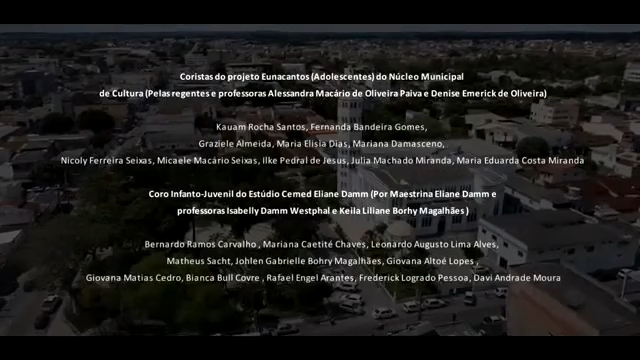 Coristas do projeto Eunacantos (Adolescentes) do Núcleo Municipal
de Cultura (Pelas regentes e professoras Alessandra Macário de Oliveira Paiva e Denise Emerick de Oliveira)
Kauam Rocha Santos, Fernanda Bandeira Gomes,
Graziele Almeida, Maria Elisia Dias, Mariana Damasceno,
Nicoly Ferreira Seixas, Micaele Macário Seixas, Ilke Pedral de Jesus, Julia Machado Miranda, Maria Eduarda Costa Miranda
Coro Infanto-Juvenil do Estúdio Cemed Eliane Damm (Por Maestrina Eliane Damm e
professoras Isabelly Damm Westphal e Keila Liliane Borhy Magalhães )
Bernardo Ramos Carvalho , Mariana Caetité Chaves, Leonardo Augusto Lima Alves,
Matheus Sacht, Johlen Gabrielle Bohry Magalhães, Giovana Altoé Lopes ,
Giovana Matias Cedro, Bianca Bull Covre , Rafael Engel Arantes, Frederick Logrado Pessoa, Davi Andrade Moura